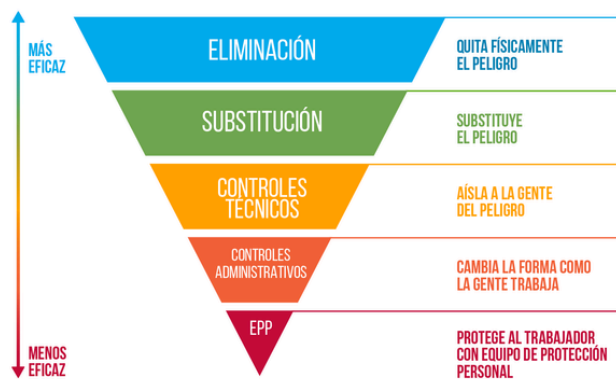 MÁS
EFICAZ
ELIMINACIÓN
QUITA FÍSICAMENTE
EL PELIGRO
SUBSTITUCIÓN
SUBSTITUYE
EL PELIGRO
CONTROLES
TÉCNICOS
AÍSLA A LA GENTE
DEL PELIGRO
CONTROLES
ADMINISTRATIVOS
CAMBIA LA FORMA COMO
LA GENTE TRABAJA
EPP
PROTEGE AL TRABAJADOR
CON EQUIPO DE PROTECCIÓN
PERSONAL
MENOS
EFICAZ